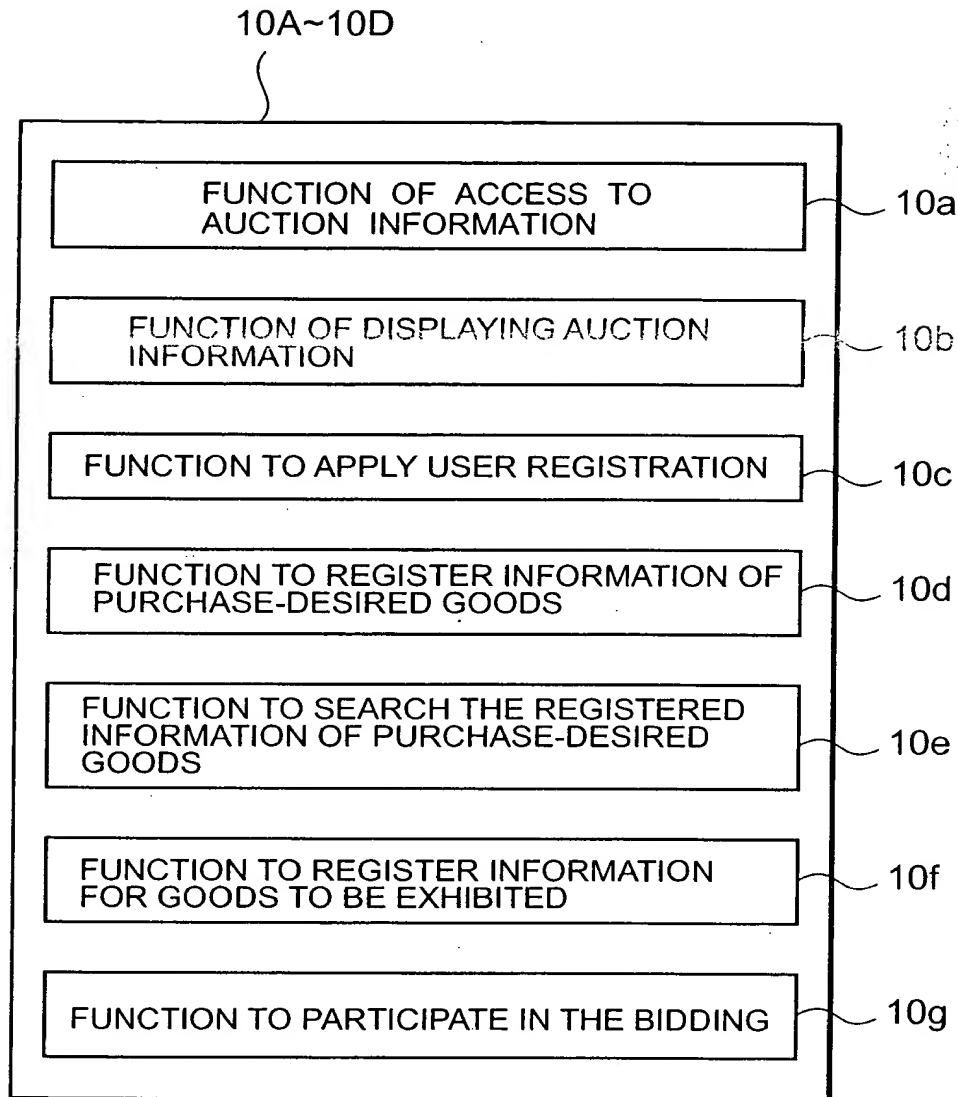 10A~10D
FUNCTION OF ACCESS TO
AUCTION INFORMATION
10a
FUNCTION OF DISPLAYING AUCTION
INFORMATION
10b
FUNCTION TO APPLY USER REGISTRATION
10c
FUNCTION TO REGISTER INFORMATION OF
PURCHASE-DESIRED GOODS
10d
FUNCTION TO SEARCH THE REGISTERED
INFORMATION OF PURCHASE-DESIRED
GOODS
10e
FUNCTION TO REGISTER INFORMATION
FOR GOODS TO BE EXHIBITED
10f
FUNCTION TO PARTICIPATE IN THE BIDDING
10g